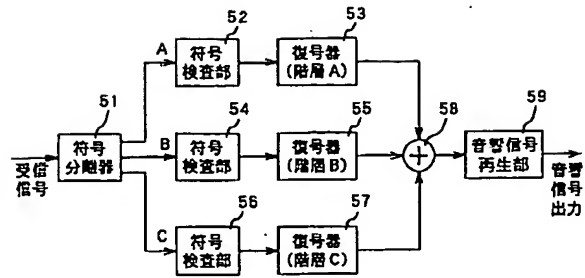 52
53
A
符号
検査部
復号器
(階層A)
51
54
55
58
59
受信
信号
符号
分離器
B
符号
検査部
復号器
(階層B)
音響信号
再生部
音響
信号
出力
56
57
C
符号
検査部
復号器
(階層C)